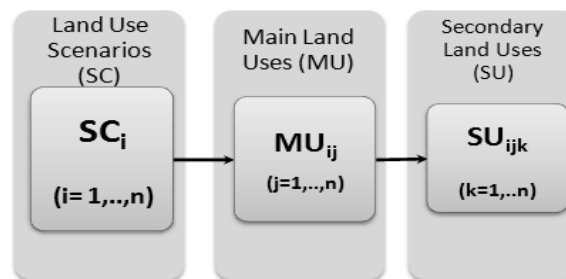 Land Use
Scenarios
(SC)
SCi
(i= 1,..,n)
Main Land
Uses (MU)
MUij
(j=1,..,n)
Secondary
Land Uses
(SU)
SUijk
(k=1,..n)